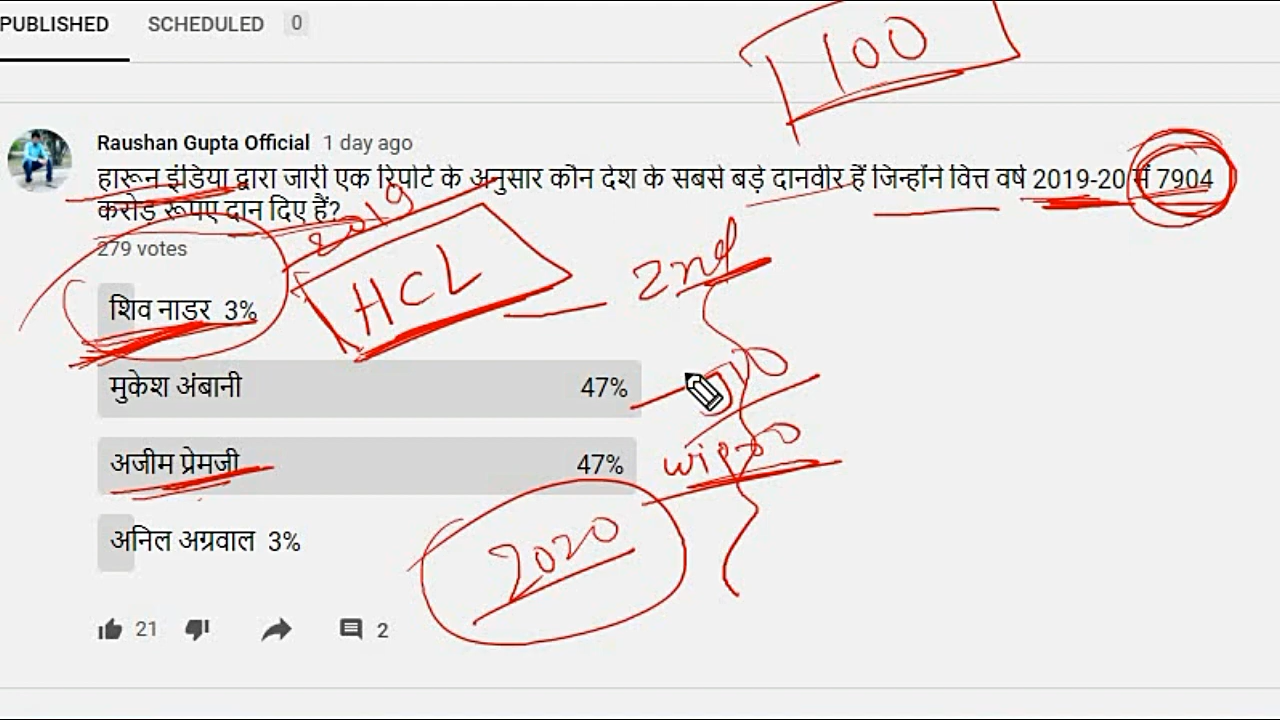 PUBLISHED SCHEDULED 0
100
Raushan Gupta Official 1 day ago
हारून इंडिया द्वारा जारी एक रिपोर्ट के अनुसार कौन देश के सबसे बड़े दानवीर हैं जिन्होंने वित्त वर्ष 2019-20 में 7904
करोड़ रूपए दान दिए हैं?
2019
279 votes
HCL
2nd
शिव नाडर 3%
मुकेश अंबानी 47%
अजीम प्रेमजी 47%
wipro
2020
अनिल अग्रवाल 3%
21 2